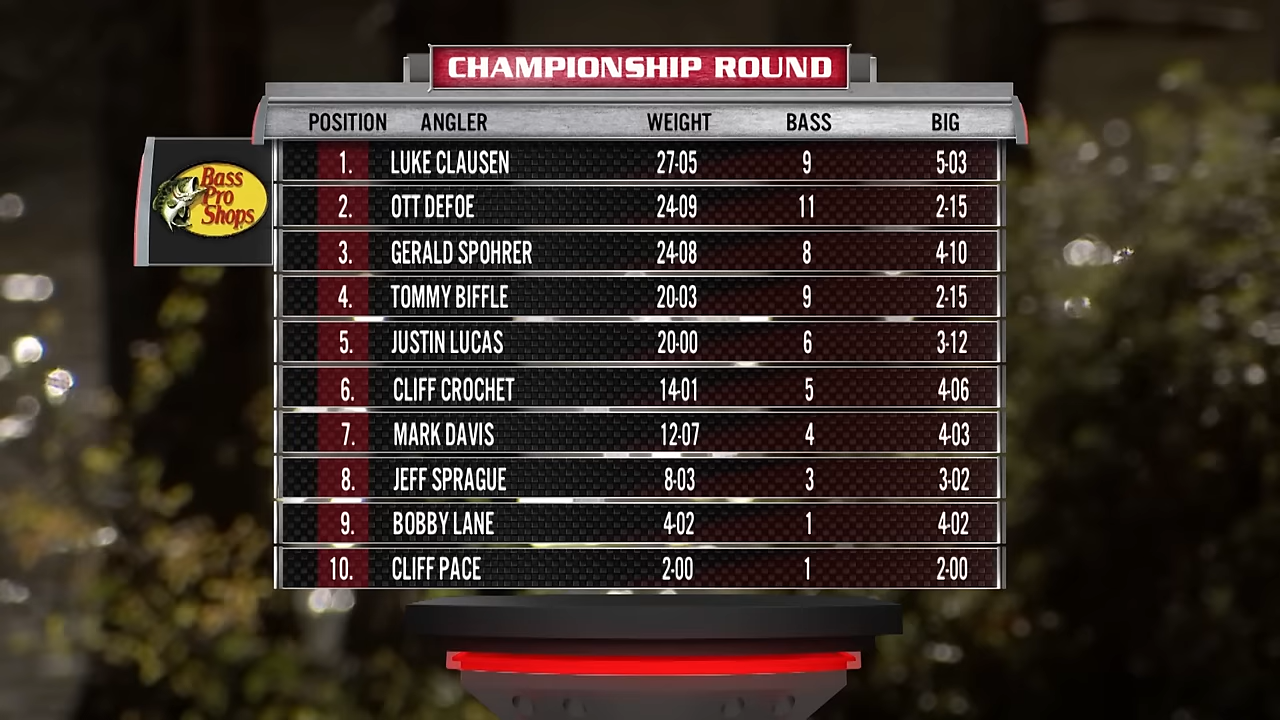 CHAMPIONSHIP ROUND
POSITION ANGLER WEIGHT BASS BIG
Bass Pro Shops
1. LUKE CLAUSEN 27-05 9 5-03
2. OTT DEFOE 24-09 11 2-15
3. GERALD SPOHRER 24-08 8 4-10
4. TOMMY BIFFLE 20-03 9 2-15
5. JUSTIN LUCAS 20-00 6 3-12
6. CLIFF CROCHET 14-01 5 4-06
7. MARK DAVIS 12-07 4 4-03
8. JEFF SPRAGUE 8-03 3 3-02
9. BOBBY LANE 4-02 1 4-02
10. CLIFF PACE 2-00 1 2-00